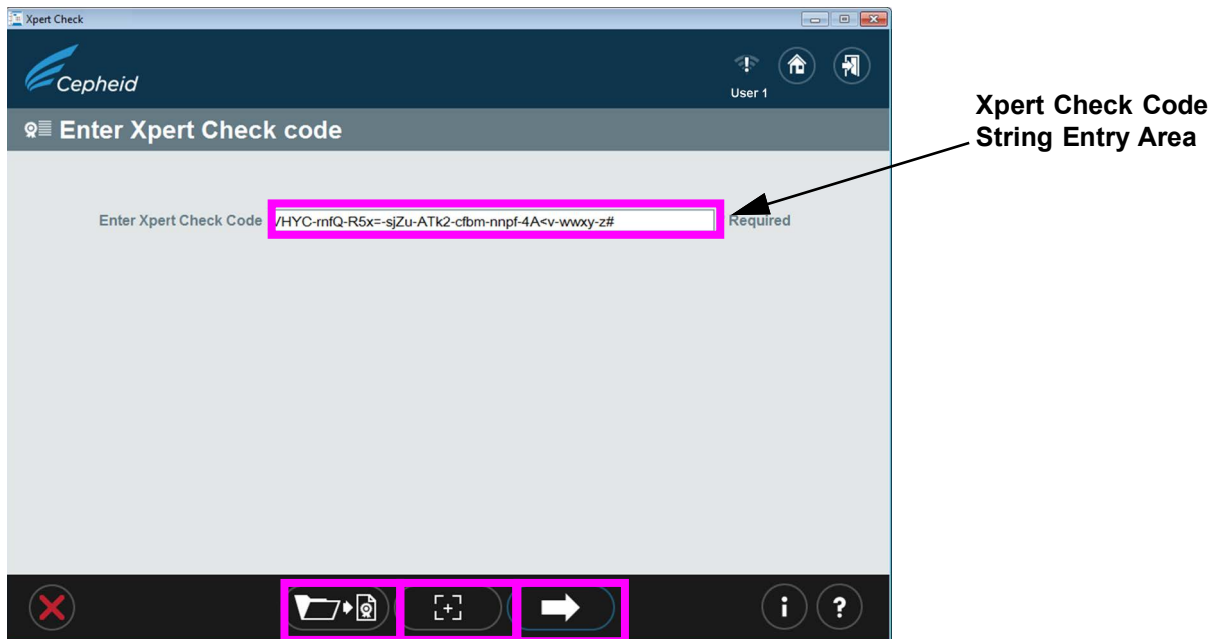 Xpert Check
Cepheid
User 1
Enter Xpert Check code
Xpert Check Code
String Entry Area
Enter Xpert Check Code
/HYC-rnfQ-R5x=-sjZu-ATk2-cfbm-nnpf-4A<v-wwxy-z#
Required
i
?